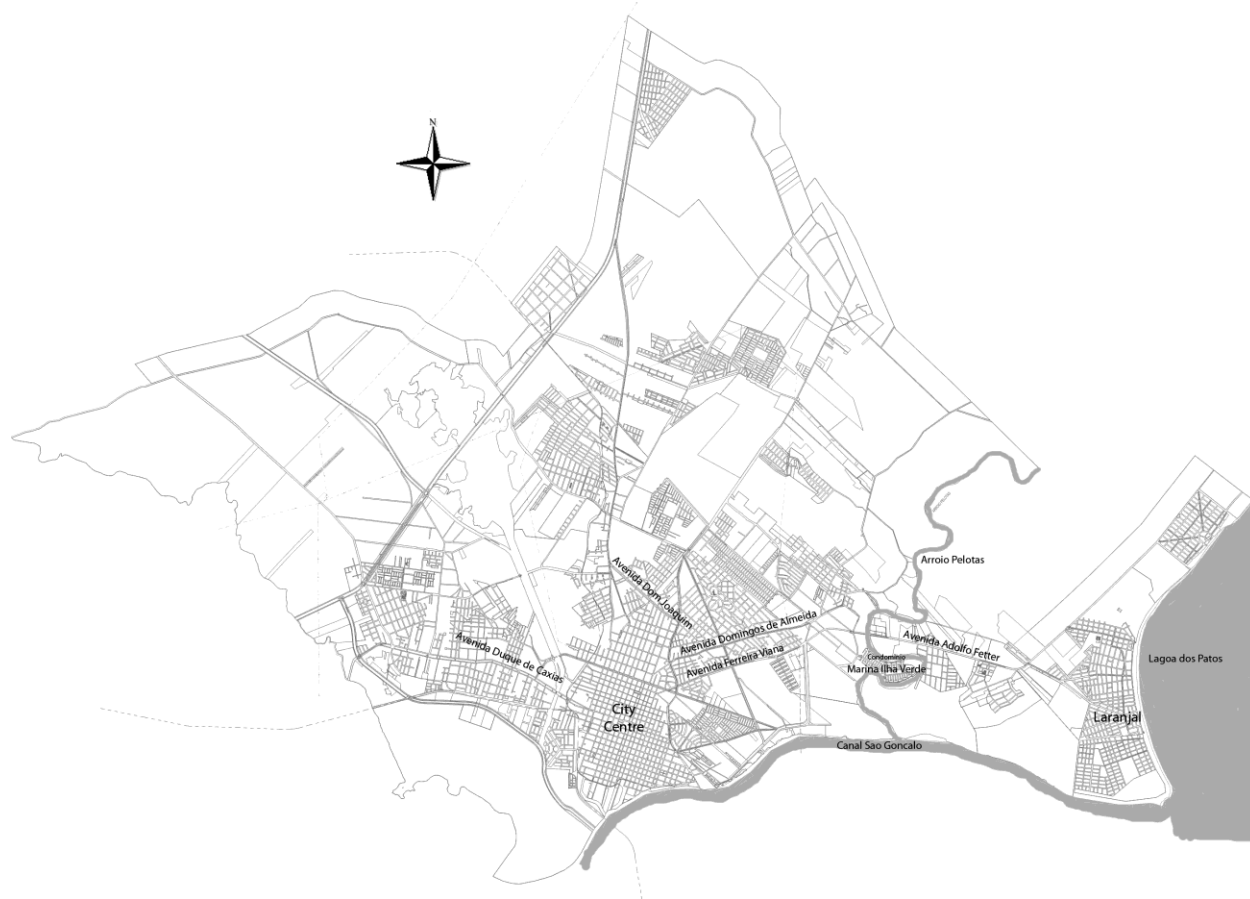 N
Arroio Pelotas
Avenida Dom Joaquim
Avenida Domingos de Almeida
Avenida Adolfo Fetter
Avenida Duque de Caxias
Avenida Ferreira Viana
Condomínio
Marina Ilha Verde
Lagoa dos Patos
City
Centre
Laranjal
Canal Sao Goncalo